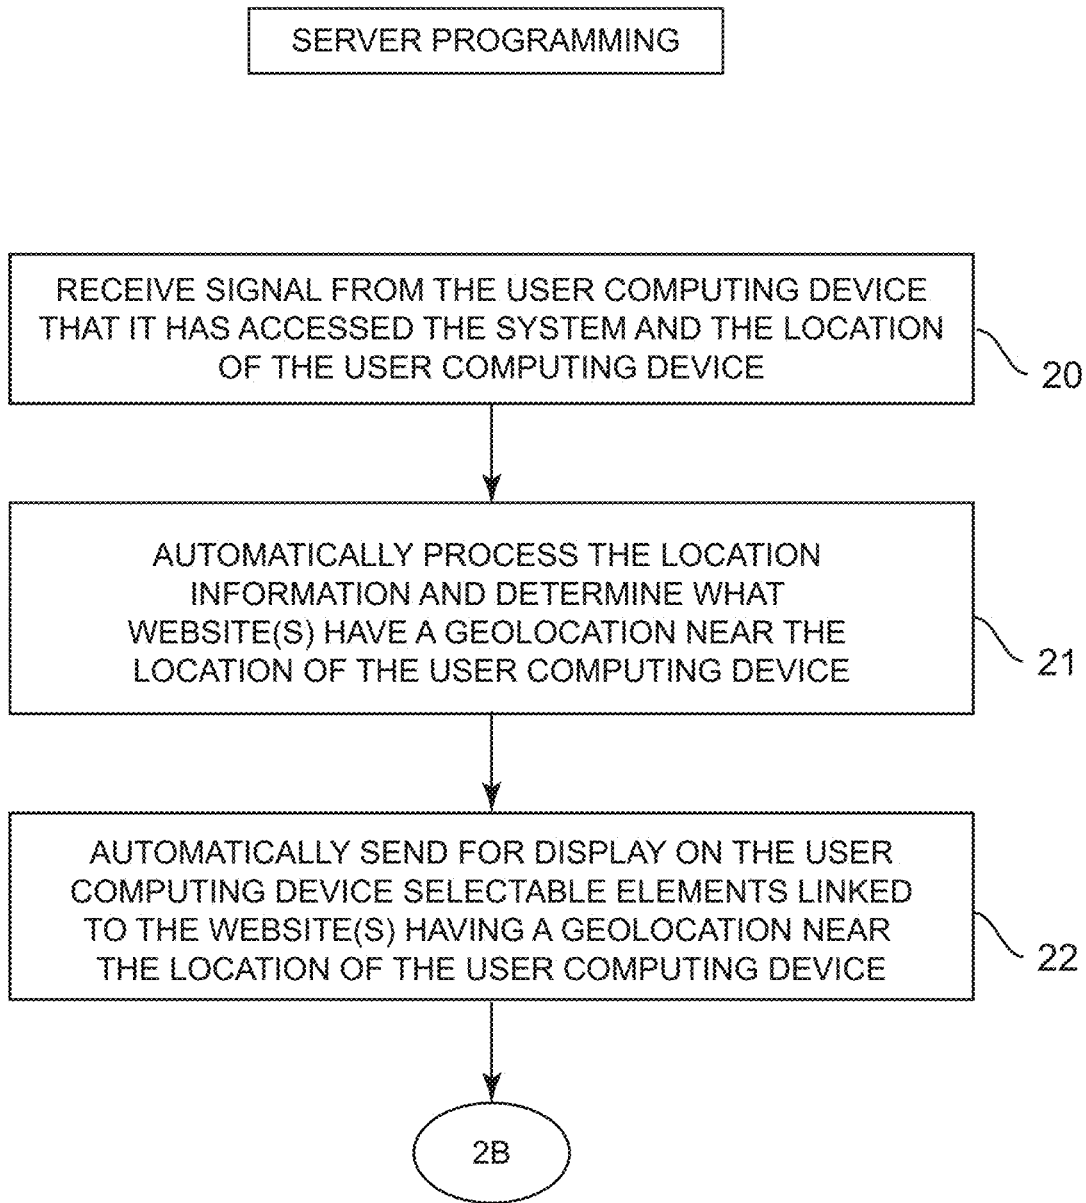 SERVER PROGRAMMING
RECEIVE SIGNAL FROM THE USER COMPUTING DEVICE
THAT IT HAS ACCESSED THE SYSTEM AND THE LOCATION
OF THE USER COMPUTING DEVICE
20
AUTOMATICALLY PROCESS THE LOCATION
INFORMATION AND DETERMINE WHAT
WEBSITE(S) HAVE A GEOLOCATION NEAR THE
LOCATION OF THE USER COMPUTING DEVICE
21
AUTOMATICALLY SEND FOR DISPLAY ON THE USER
COMPUTING DEVICE SELECTABLE ELEMENTS LINKED
TO THE WEBSITE(S) HAVING A GEOLOCATION NEAR
THE LOCATION OF THE USER COMPUTING DEVICE
22
2B